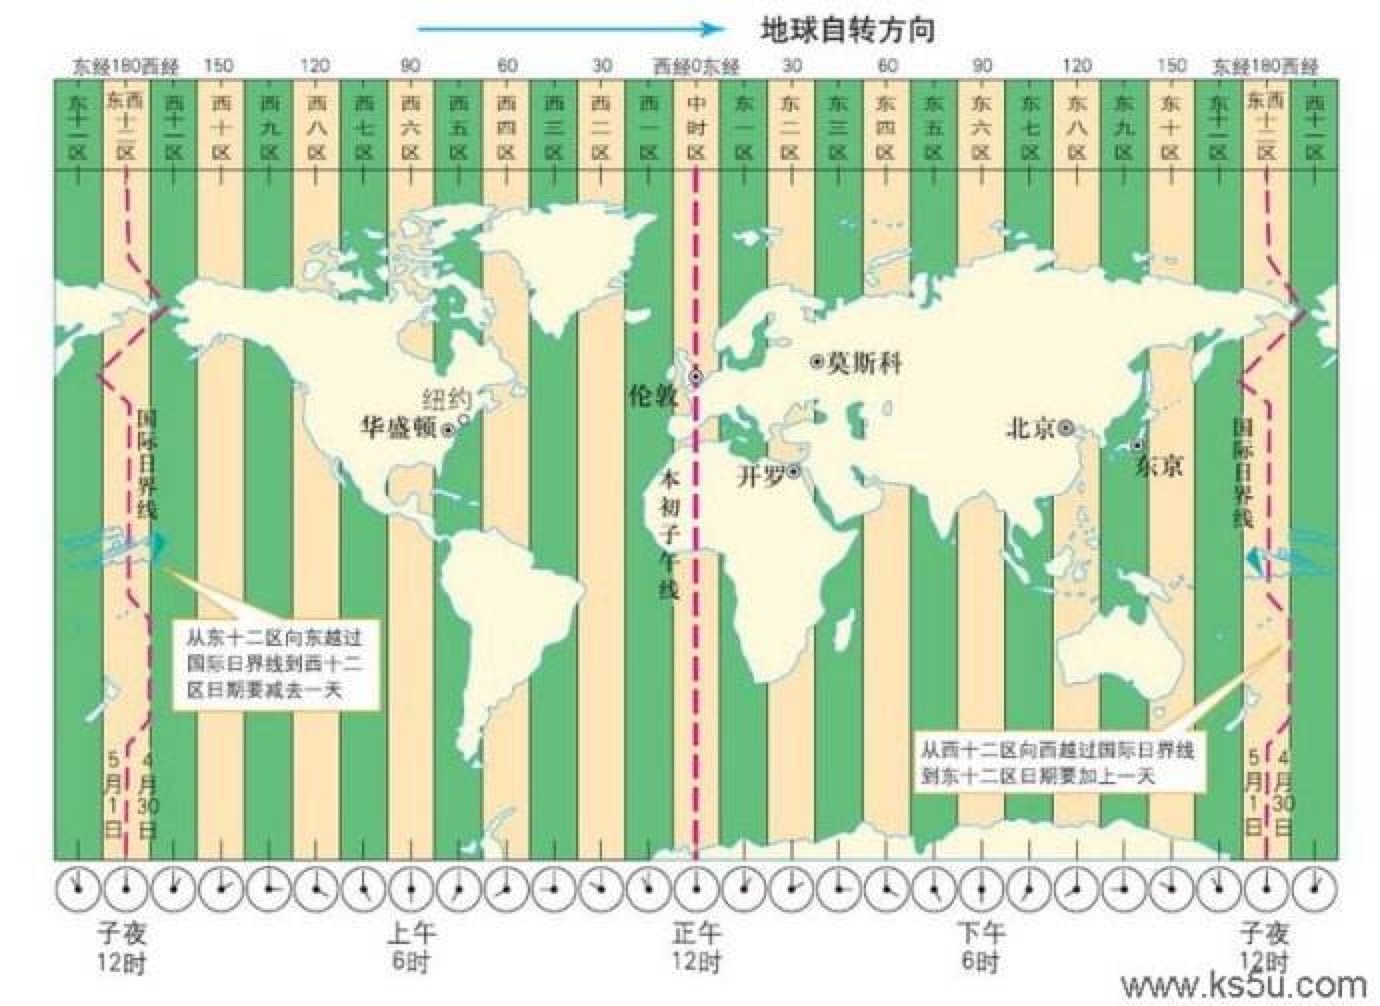 地球自转方向
东经180西经 150 120 90 60 30 西经0东经 30 60 90 120 150 东经180西经
东十一区 东西十二区 西十一区 西十区 西九区 西八区 西七区 西六区 西五区 西四区 西三区 西二区 西一区 中时区 东一区 东二区 东三区 东四区 东五区 东六区 东七区 东八区 东九区 东十区 东十一区 东西十二区 西十一区
莫斯科
伦敦
纽约
华盛顿
北京
东京
开罗
国际日界线
本初子午线
国际日界线
从东十二区向东越过
国际日界线到西十二
区日期要减去一天
从西十二区向西越过国际日界线
到东十二区日期要加上一天
5月1日
4月30日
5月1日
4月30日
子夜 上午 正午 下午 子夜
12时 6时 12时 6时 12时
www.ks5u.com